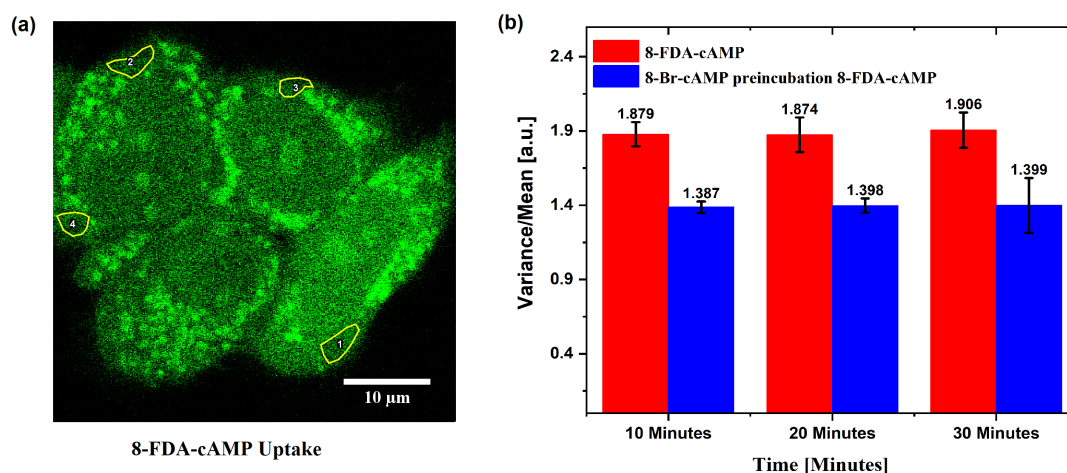 (a)
2
3
4
1
10 µm
8-FDA-cAMP Uptake
(b)
Variance/Mean [a.u.]
2.4
1.9
1.4
0.9
0.4
8-FDA-cAMP
8-Br-cAMP preincubation 8-FDA-cAMP
1.879
1.387
1.874
1.398
1.906
1.399
10 Minutes
20 Minutes
30 Minutes
Time [Minutes]